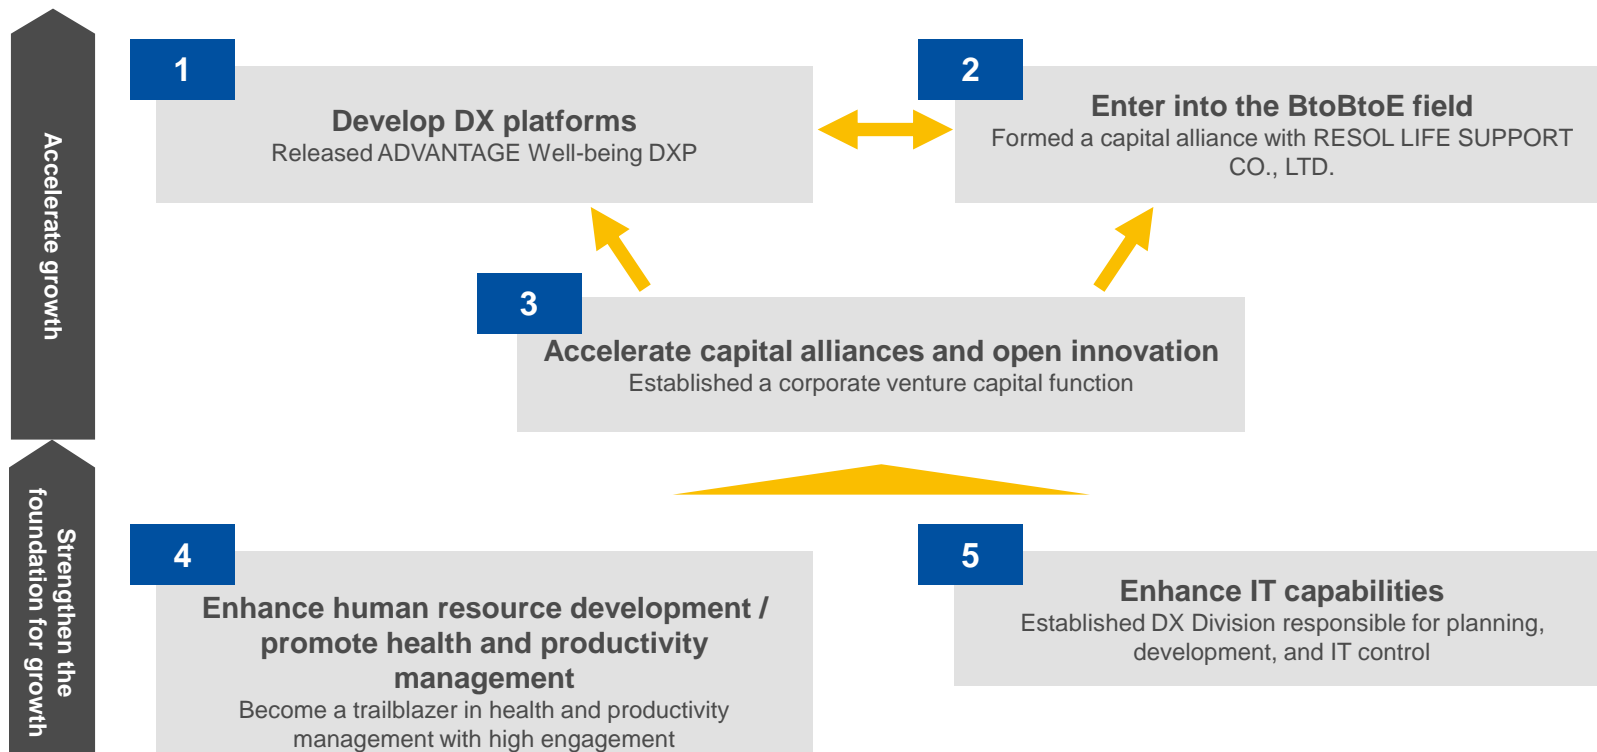 Accelerate growth
1
Develop DX platforms
Released ADVANTAGE Well-being DXP
2
Enter into the BtoBtoE field
Formed a capital alliance with RESOL LIFE SUPPORT
CO., LTD.
3
Accelerate capital alliances and open innovation
Established a corporate venture capital function
Strengthen the
foundation for growth
4
Enhance human resource development /
promote health and productivity
management
Become a trailblazer in health and productivity
management with high engagement
5
Enhance IT capabilities
Established DX Division responsible for planning,
development, and IT control